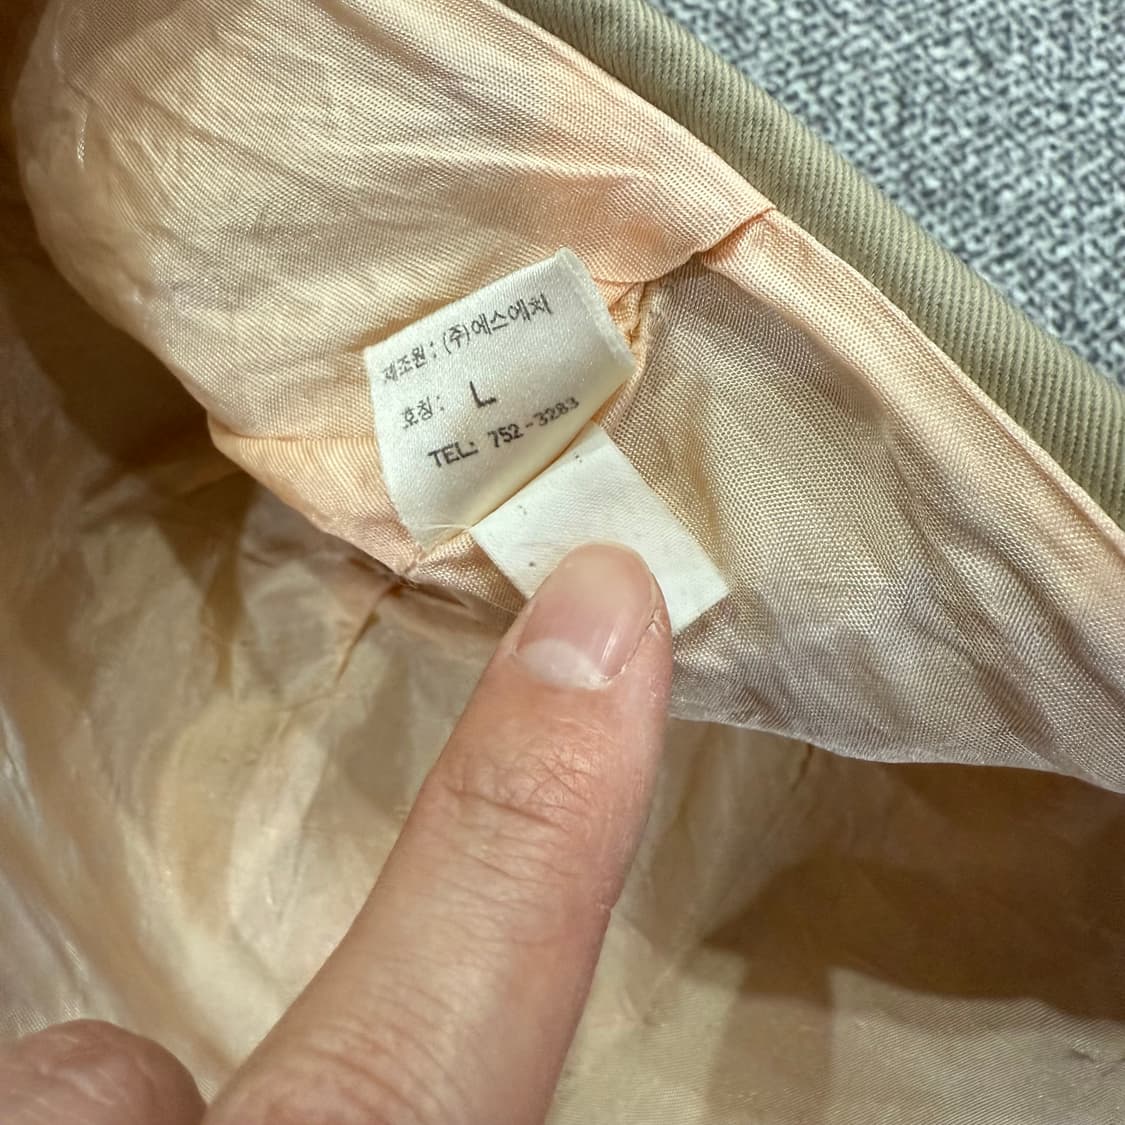 제조원 : (주)에스에치
호칭 : L
TEL: 752-3283